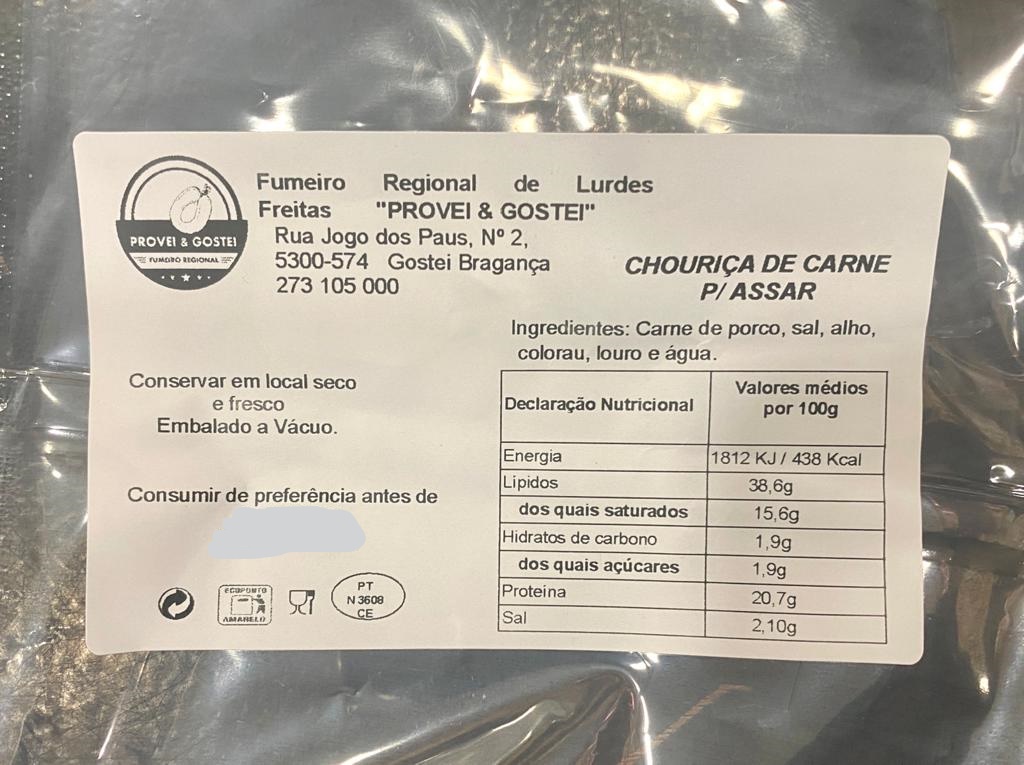 PROVEI & GOSTEI
FUMEIRO REGIONAL
Fumeiro Regional de Lurdes
Freitas "PROVEI & GOSTEI"
Rua Jogo dos Paus, Nº 2,
5300-574 Gostei Bragança
273 105 000
CHOURIÇA DE CARNE
P/ ASSAR
Ingredientes: Carne de porco, sal, alho,
colorau, louro e água.
Conservar em local seco
e fresco
Embalado a Vácuo.
Consumir de preferência antes de
Declaração Nutricional Valores médios
por 100g
Energia 1812 KJ / 438 Kcal
Lípidos 38,6g
dos quais saturados 15,6g
Hidratos de carbono 1,9g
dos quais açúcares 1,9g
Proteína 20,7g
Sal 2,10g
ECOPONTO
AMARELO
PT
N 3608
CE